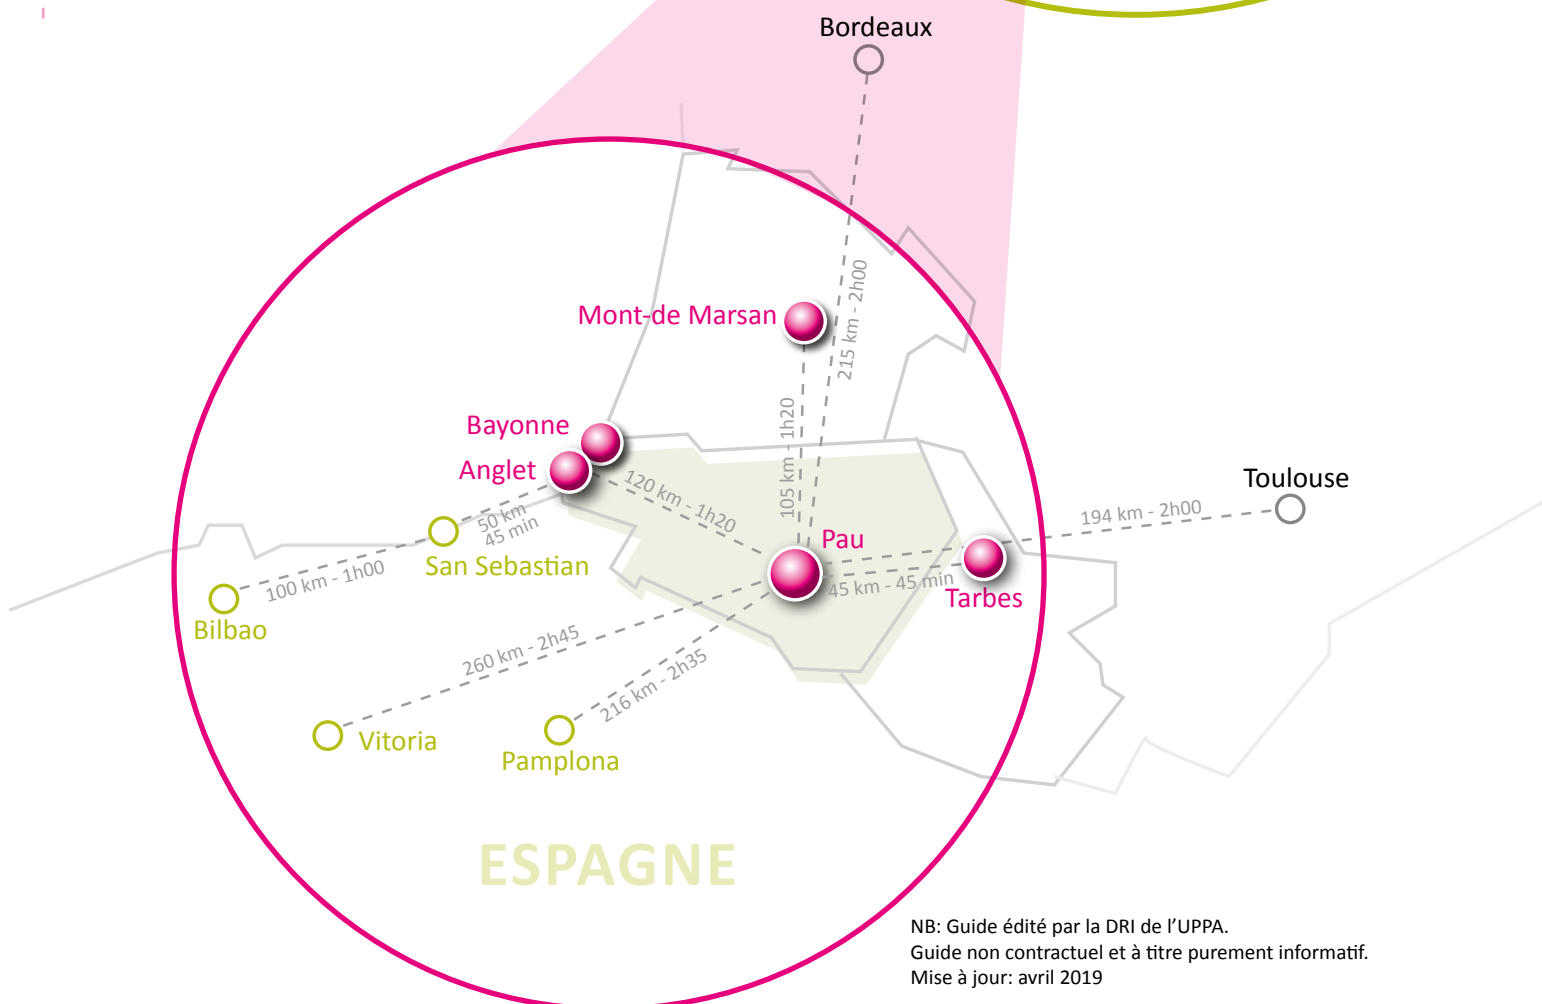 Bordeaux
215 km - 2h00
Mont-de Marsan
105 km - 1h20
Bayonne
Anglet
120 km - 1h20
50 km
45 min
San Sebastian
100 km - 1h00
Bilbao
Toulouse
194 km - 2h00
Pau
45 km - 45 min
Tarbes
260 km - 2h45
216 km - 2h35
Vitoria
Pamplona
ESPAGNE
NB: Guide édité par la DRI de l’UPPA.
Guide non contractuel et à titre purement informatif.
Mise à jour: avril 2019